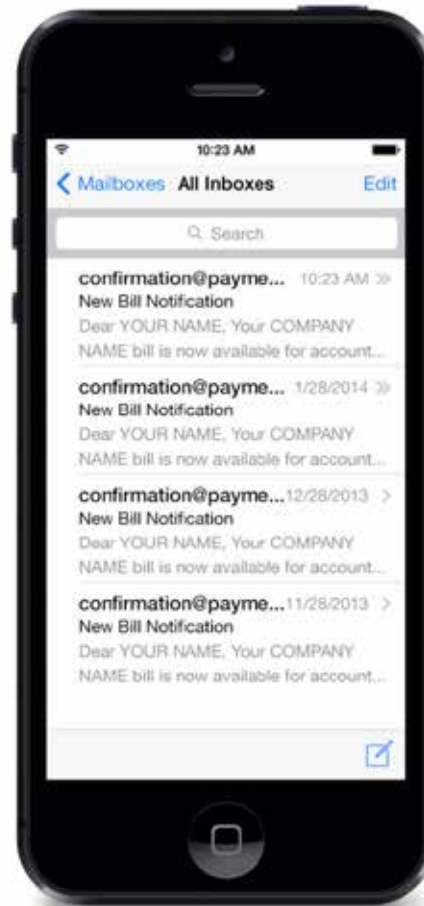 10:23 AM
Mailboxes All Inboxes Edit
Search
confirmation@payme... 10:23 AM
New Bill Notification
Dear YOUR NAME, Your COMPANY
NAME bill is now available for account...
confirmation@payme... 1/28/2014
New Bill Notification
Dear YOUR NAME, Your COMPANY
NAME bill is now available for account...
confirmation@payme... 12/28/2013
New Bill Notification
Dear YOUR NAME, Your COMPANY
NAME bill is now available for account...
confirmation@payme... 11/28/2013
New Bill Notification
Dear YOUR NAME, Your COMPANY
NAME bill is now available for account...